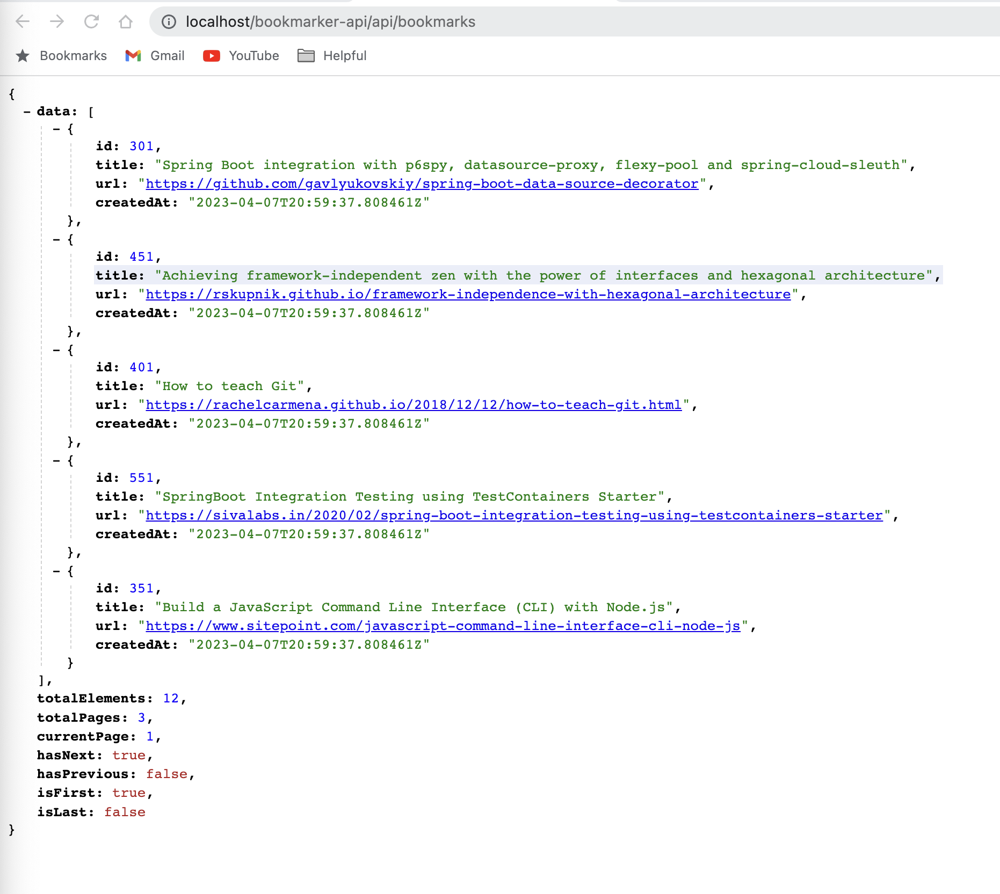 localhost/bookmarker-api/api/bookmarks
Bookmarks Gmail YouTube Helpful
{
– data: [
– {
id: 301,
title: "Spring Boot integration with p6spy, datasource-proxy, flexy-pool and spring-cloud-sleuth",
url: "https://github.com/gavlyukovskiy/spring-boot-data-source-decorator",
createdAt: "2023-04-07T20:59:37.808461Z"
},
– {
id: 451,
title: "Achieving framework-independent zen with the power of interfaces and hexagonal architecture",
url: "https://rskupnik.github.io/framework-independence-with-hexagonal-architecture",
createdAt: "2023-04-07T20:59:37.808461Z"
},
– {
id: 401,
title: "How to teach Git",
url: "https://rachelcarmena.github.io/2018/12/12/how-to-teach-git.html",
createdAt: "2023-04-07T20:59:37.808461Z"
},
– {
id: 551,
title: "SpringBoot Integration Testing using TestContainers Starter",
url: "https://sivalabs.in/2020/02/spring-boot-integration-testing-using-testcontainers-starter",
createdAt: "2023-04-07T20:59:37.808461Z"
},
– {
id: 351,
title: "Build a JavaScript Command Line Interface (CLI) with Node.js",
url: "https://www.sitepoint.com/javascript-command-line-interface-cli-node-js",
createdAt: "2023-04-07T20:59:37.808461Z"
}
],
totalElements: 12,
totalPages: 3,
currentPage: 1,
hasNext: true,
hasPrevious: false,
isFirst: true,
isLast: false
}